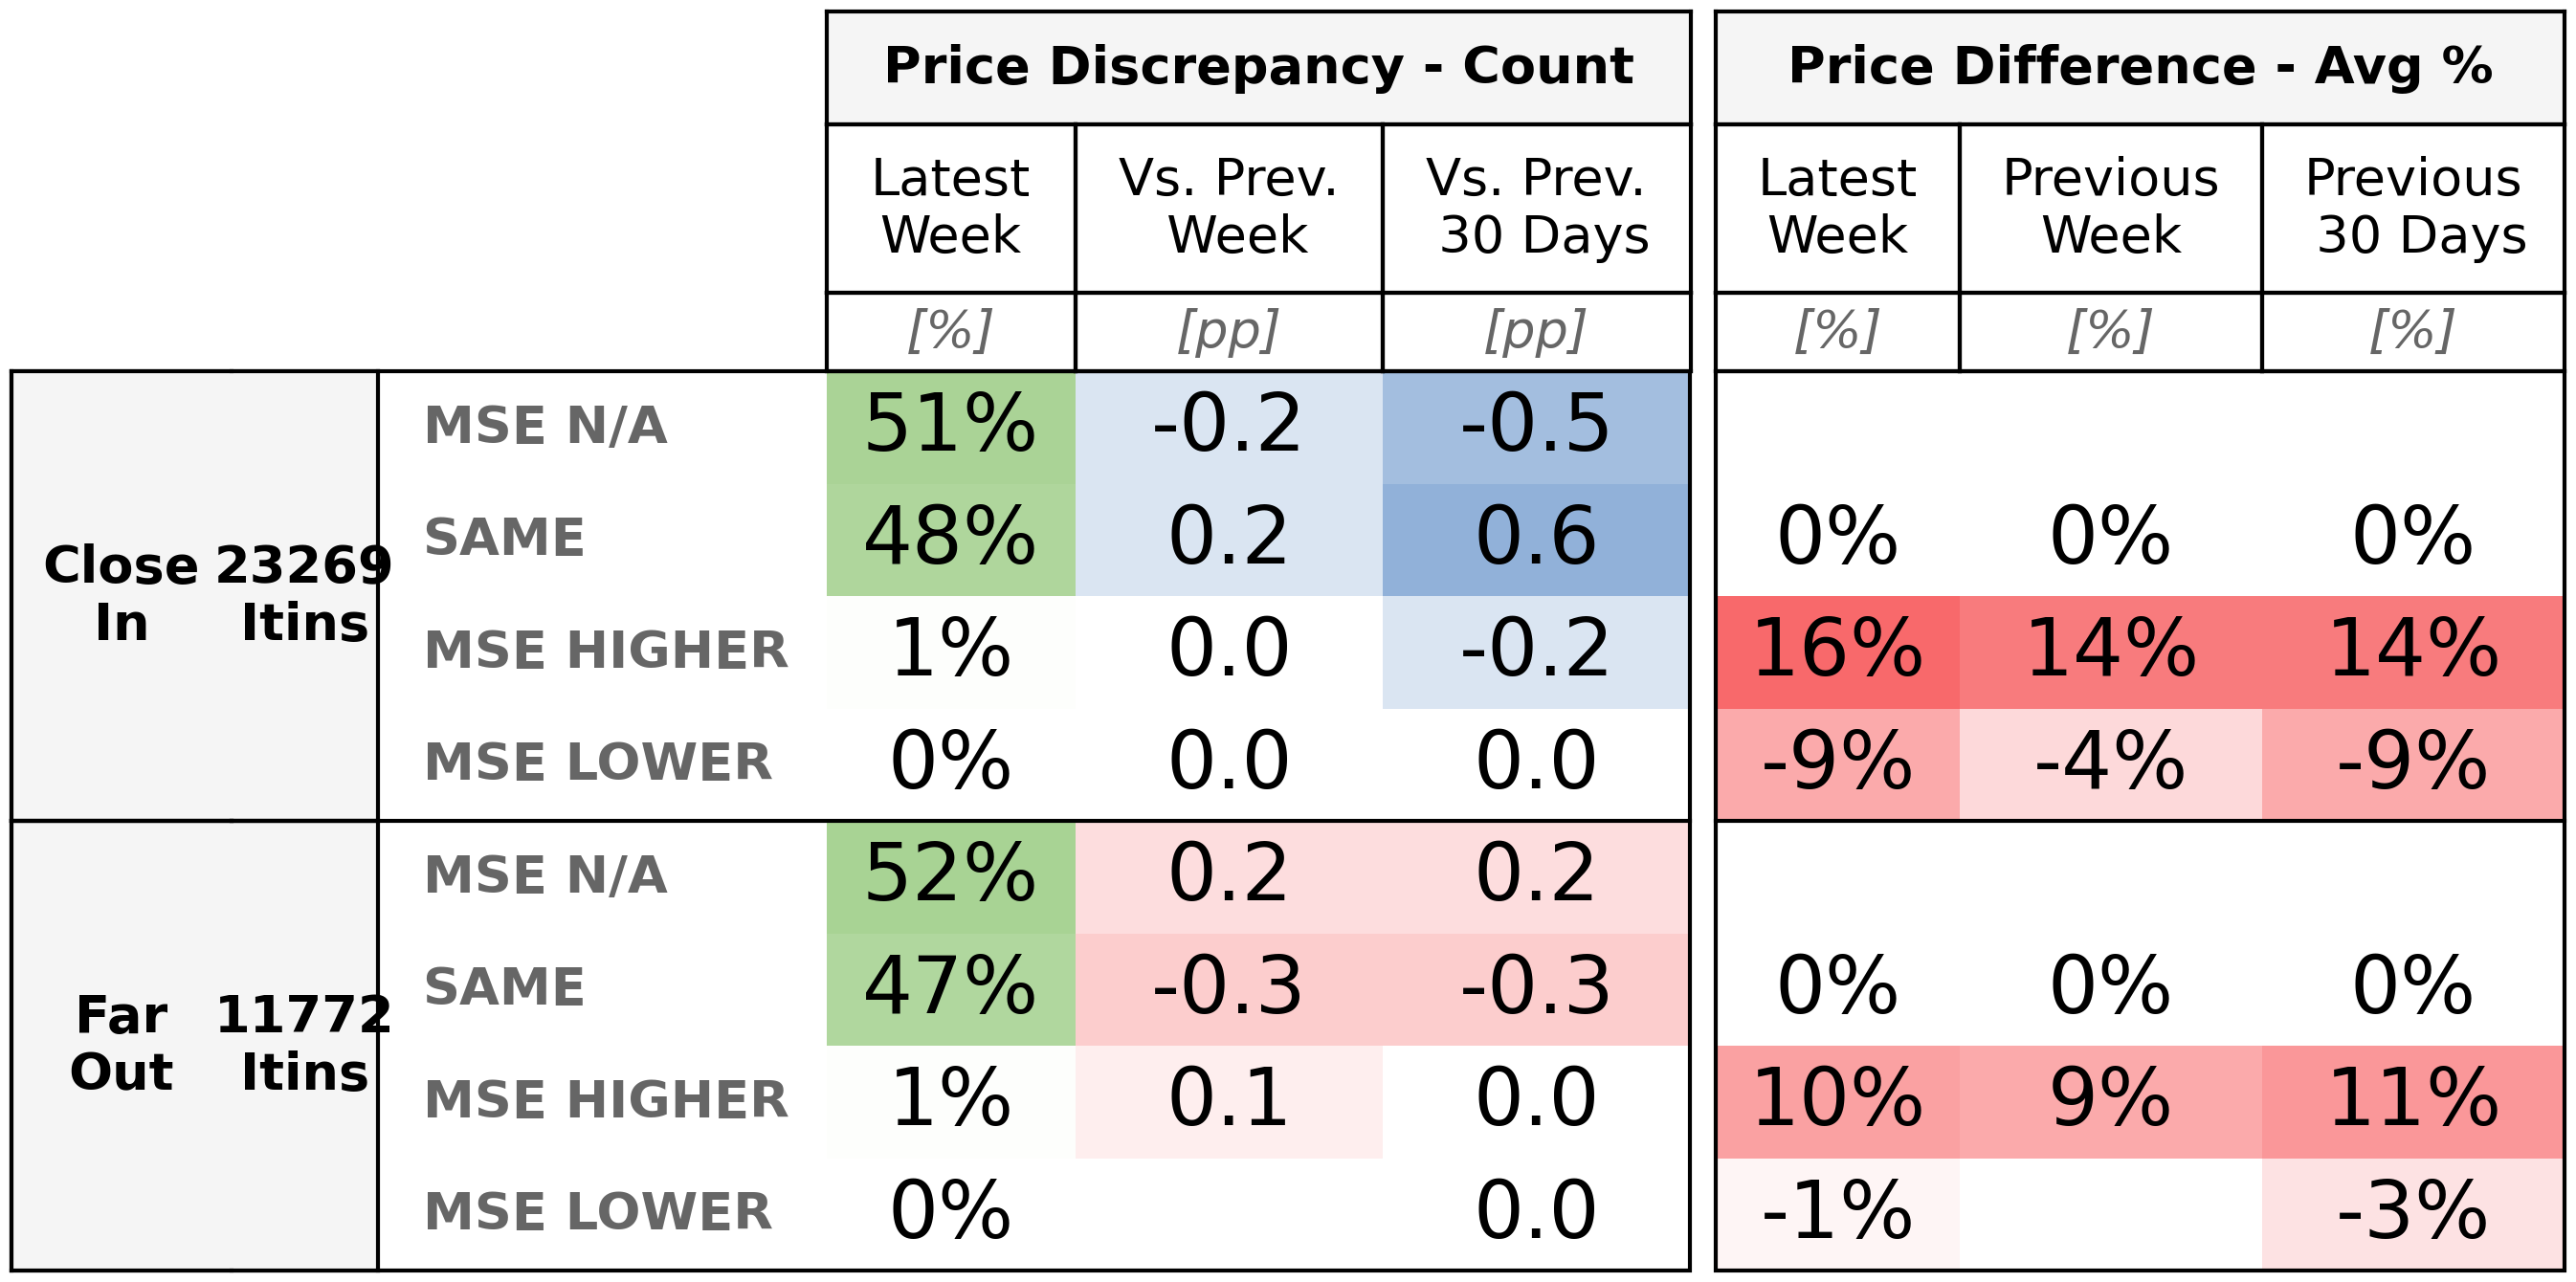 Price Discrepancy - Count Price Difference - Avg %
Latest Week Vs. Prev. Week Vs. Prev. 30 Days Latest Week Previous Week Previous 30 Days
[%] [pp] [pp] [%] [%] [%]
Close In 23269 Itins
MSE N/A 51% -0.2 -0.5
SAME 48% 0.2 0.6 0% 0% 0%
MSE HIGHER 1% 0.0 -0.2 16% 14% 14%
MSE LOWER 0% 0.0 0.0 -9% -4% -9%
Far Out 11772 Itins
MSE N/A 52% 0.2 0.2
SAME 47% -0.3 -0.3 0% 0% 0%
MSE HIGHER 1% 0.1 0.0 10% 9% 11%
MSE LOWER 0% 0.0 -1% -3%